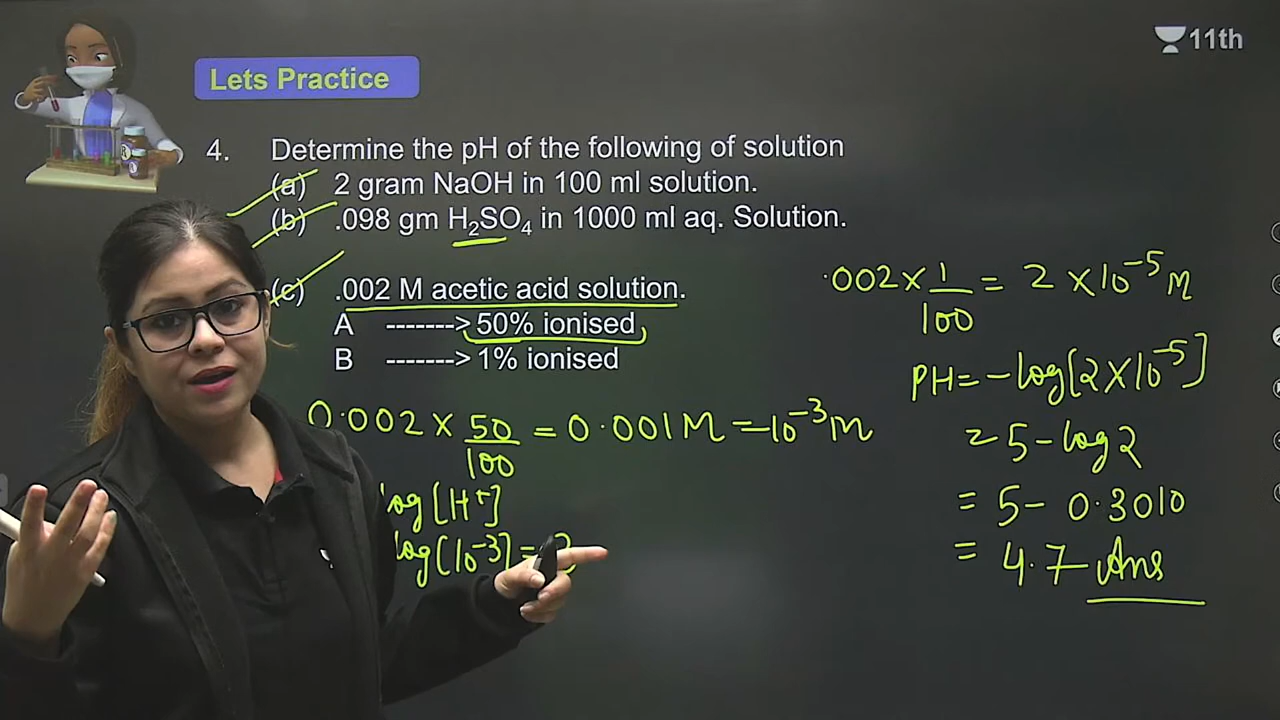 11th
Lets Practice
4. Determine the pH of the following of solution
(a) 2 gram NaOH in 100 ml solution.
(b) .098 gm H₂SO₄ in 1000 ml aq. Solution.
(c) .002 M acetic acid solution.
A -------> 50% ionised
B -------> 1% ionised
0.002 × 50/100 = 0.001 M = 10⁻³ M
log [H⁺]
log [10⁻³] =
.002 × 1/100 = 2 × 10⁻⁵ M
PH = - log [2 × 10⁻⁵]
= 5 - log 2
= 5 - 0.3010
= 4.7 Ans